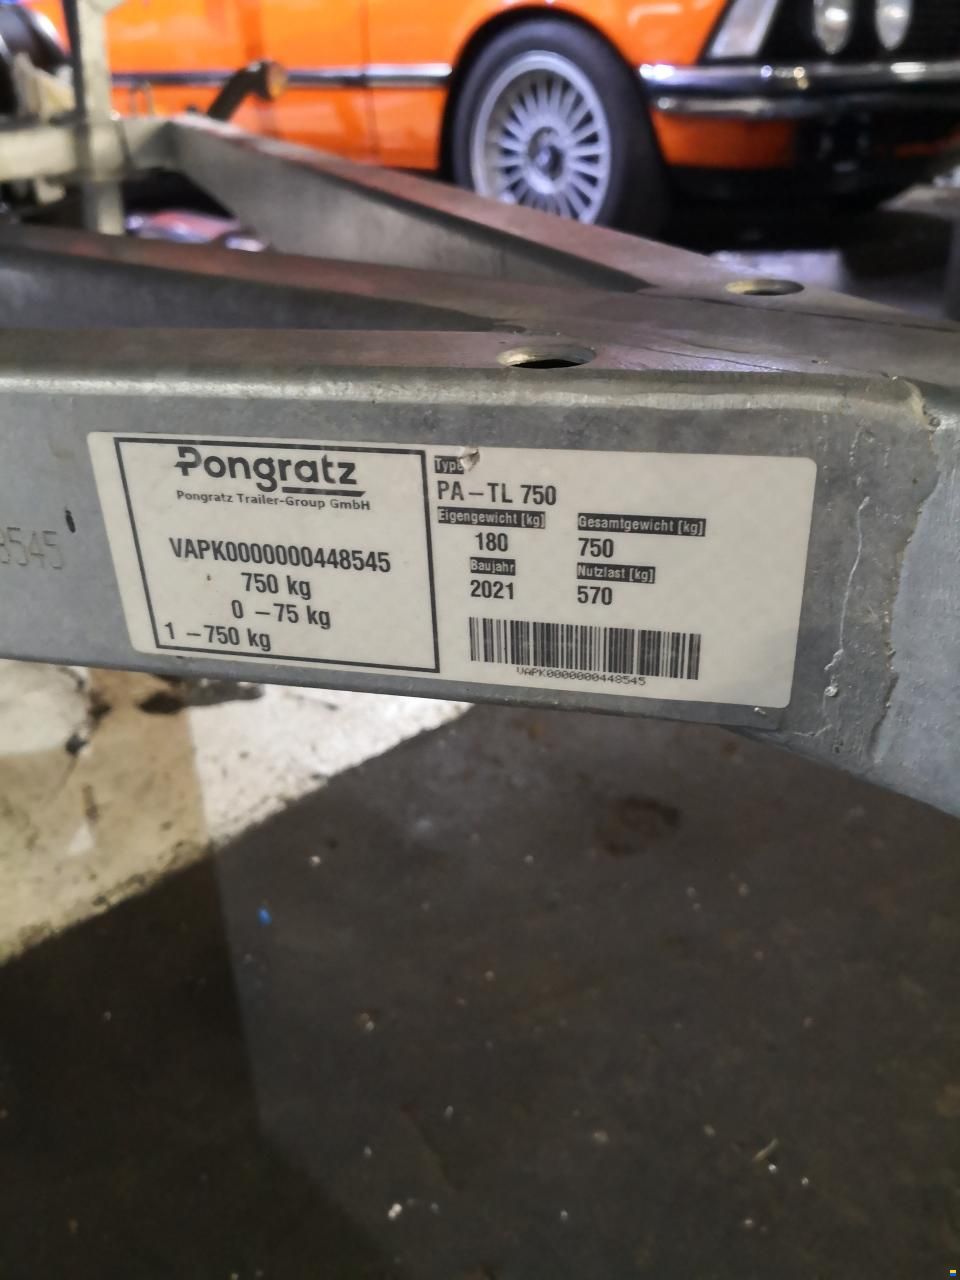 8545
Pongratz
Pongratz Trailer-Group GmbH
VAPK0000000448545
750 kg
0 – 75 kg
1 – 750 kg
Type
PA – TL 750
Eigengewicht [kg]
Gesamtgewicht [kg]
180
750
Baujahr
Nutzlast [kg]
2021
570
VAPK0000000448545